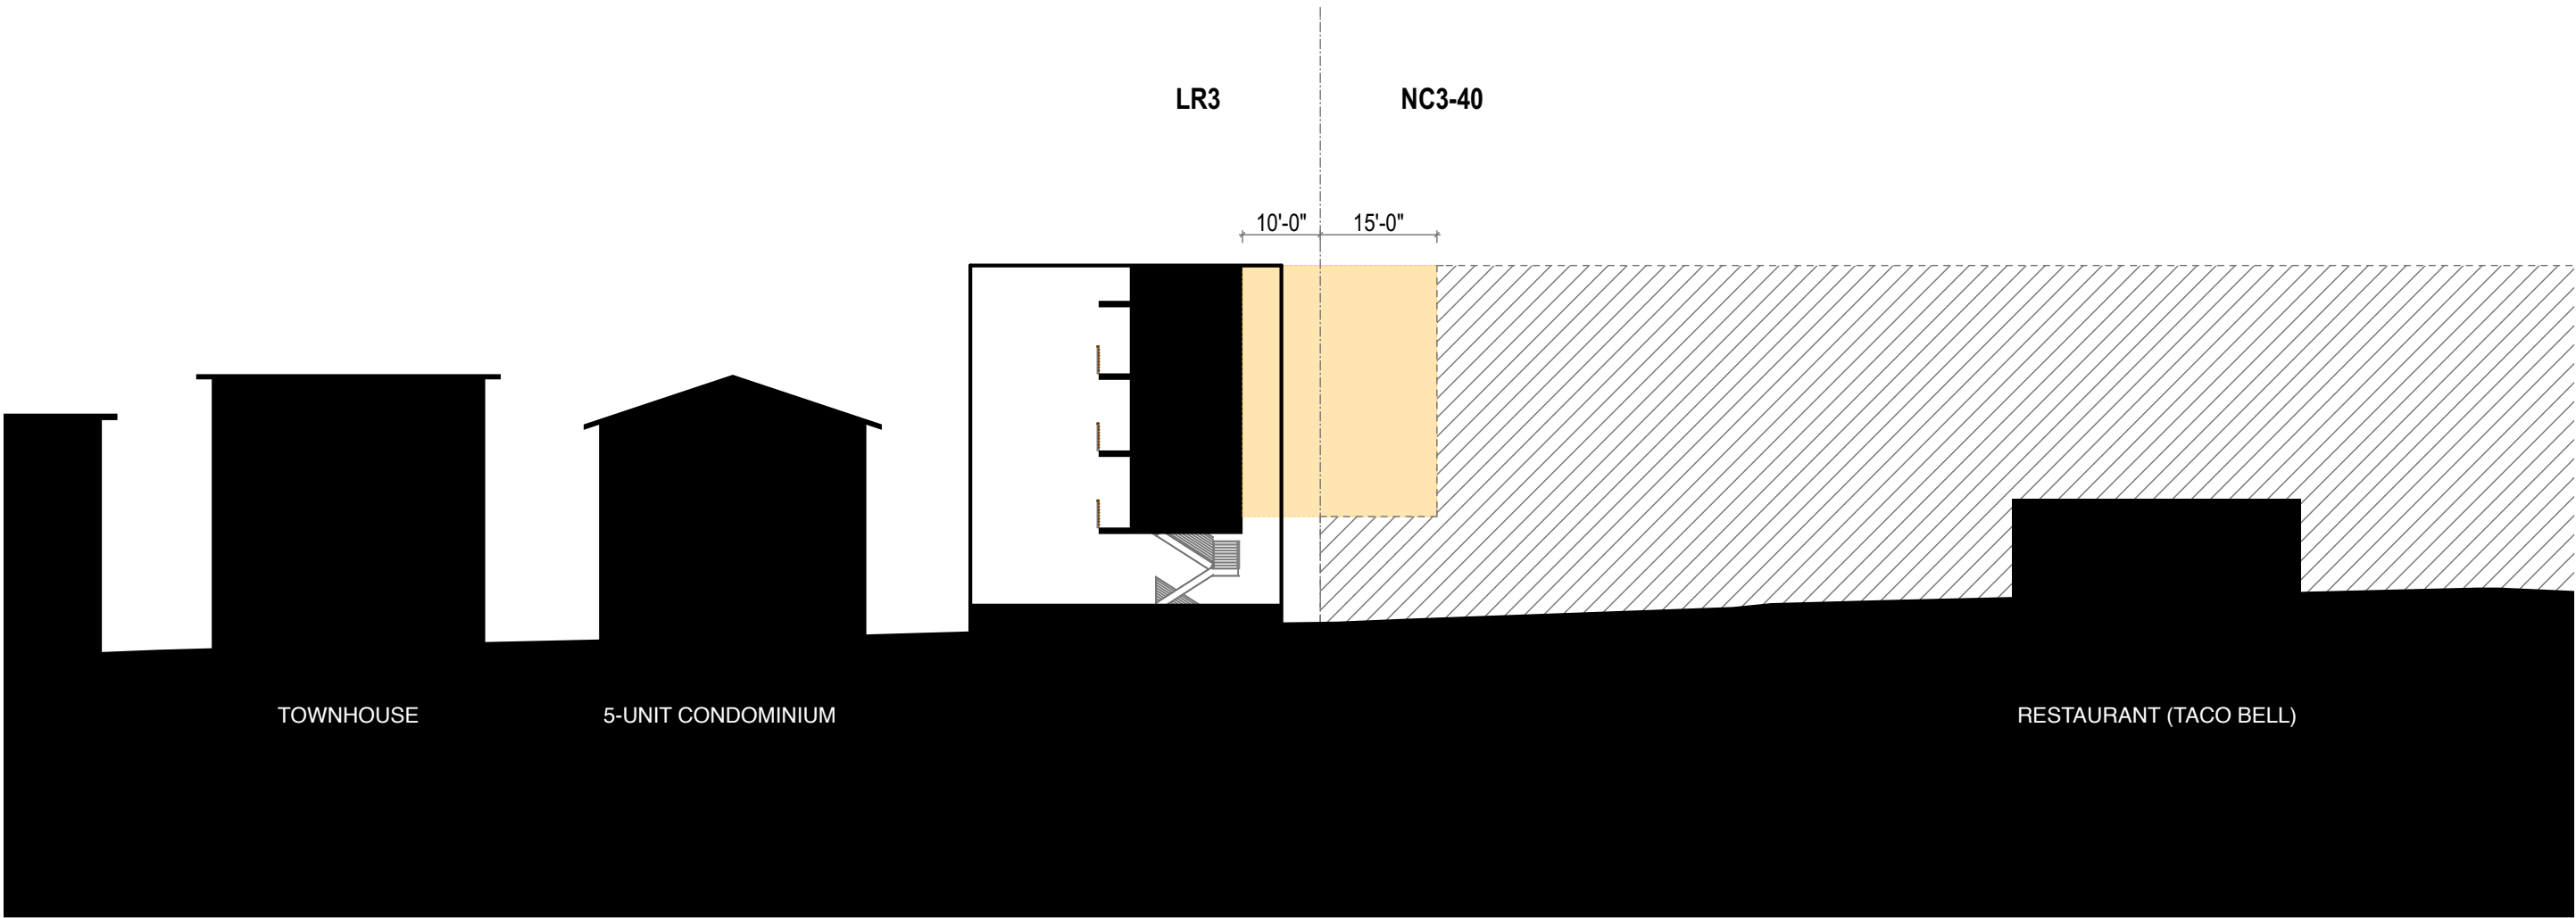 LR3
NC3-40
10'-0"
15'-0"
TOWNHOUSE
5-UNIT CONDOMINIUM
RESTAURANT (TACO BELL)